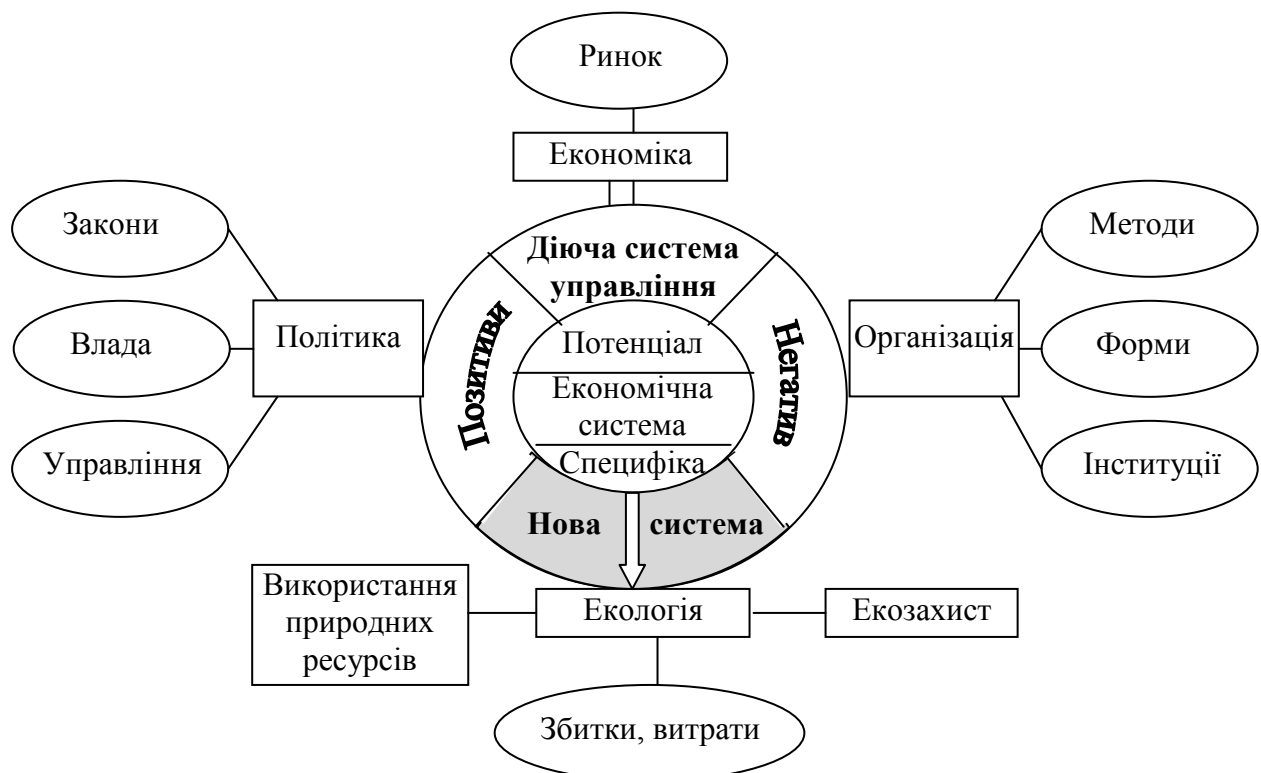 Ринок
Економіка
Закони
Методи
Діюча система
управління
Позитиви
Негатив
Влада
Політика
Потенціал
Організація
Форми
Економічна
система
Управління
Специфіка
Інституції
Нова система
Використання
природних
ресурсів
Екологія
Екозахист
Збитки, витрати